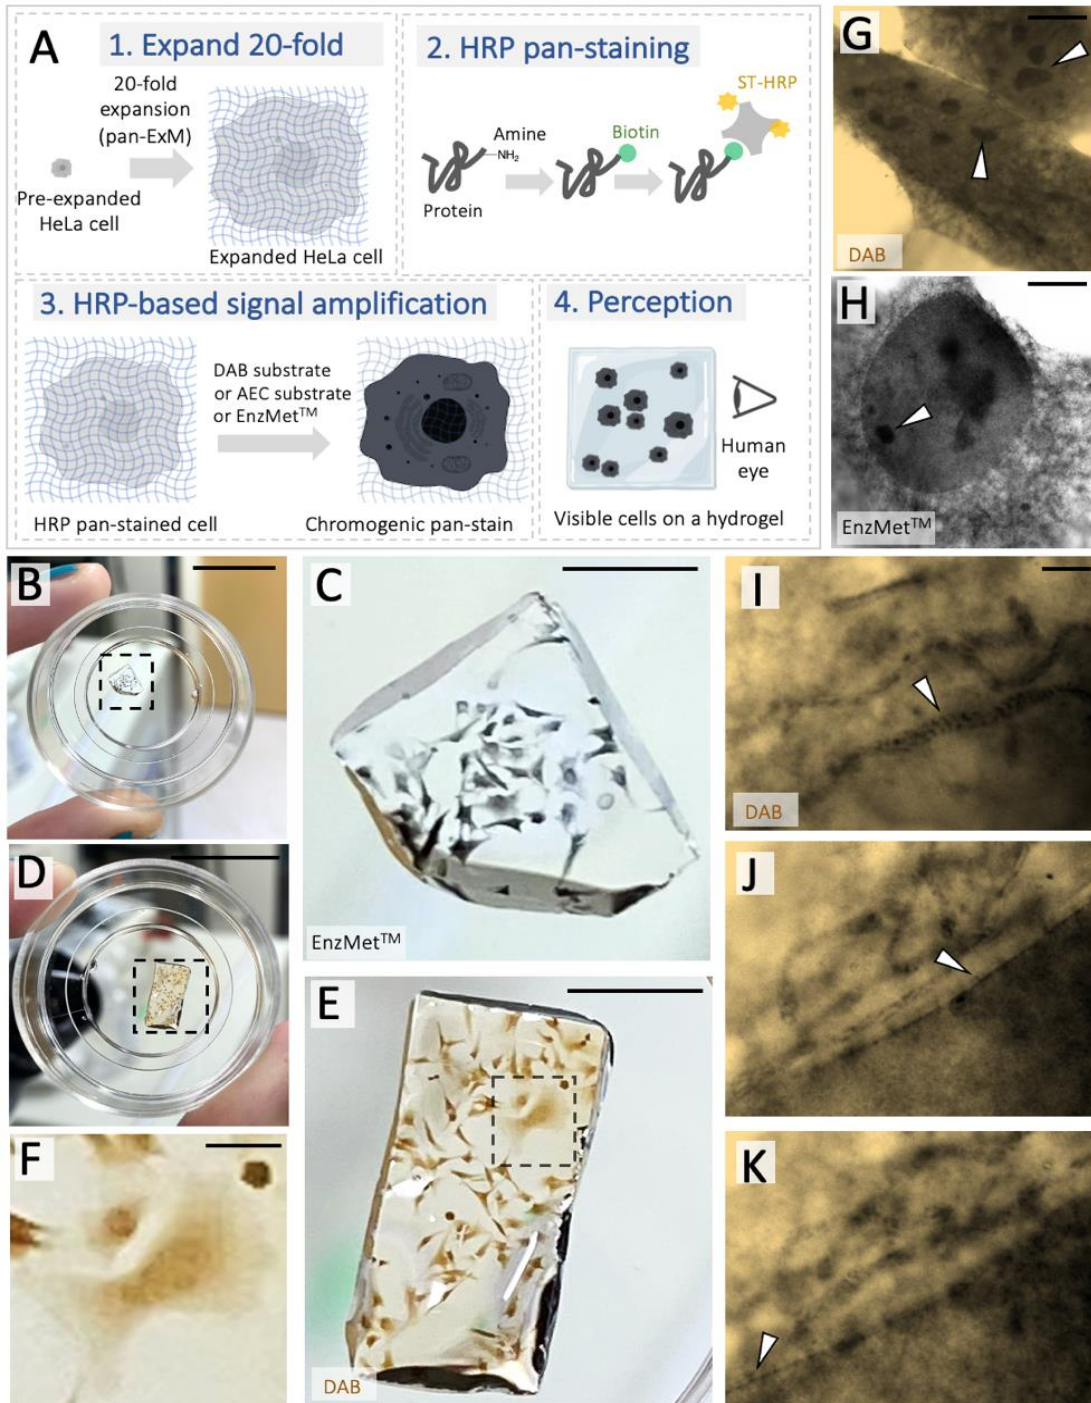 A
1. Expand 20-fold
20-fold
expansion
(pan-ExM)
Pre-expanded
HeLa cell
Expanded HeLa cell
2. HRP pan-staining
ST-HRP
Amine
NH2
Biotin
Protein
3. HRP-based signal amplification
DAB substrate
or AEC substrate
or EnzMet™
HRP pan-stained cell
Chromogenic pan-stain
4. Perception
Human
eye
Visible cells on a hydrogel
G
DAB
H
EnzMet™
B
C
EnzMet™
D
E
DAB
F
I
DAB
J
K